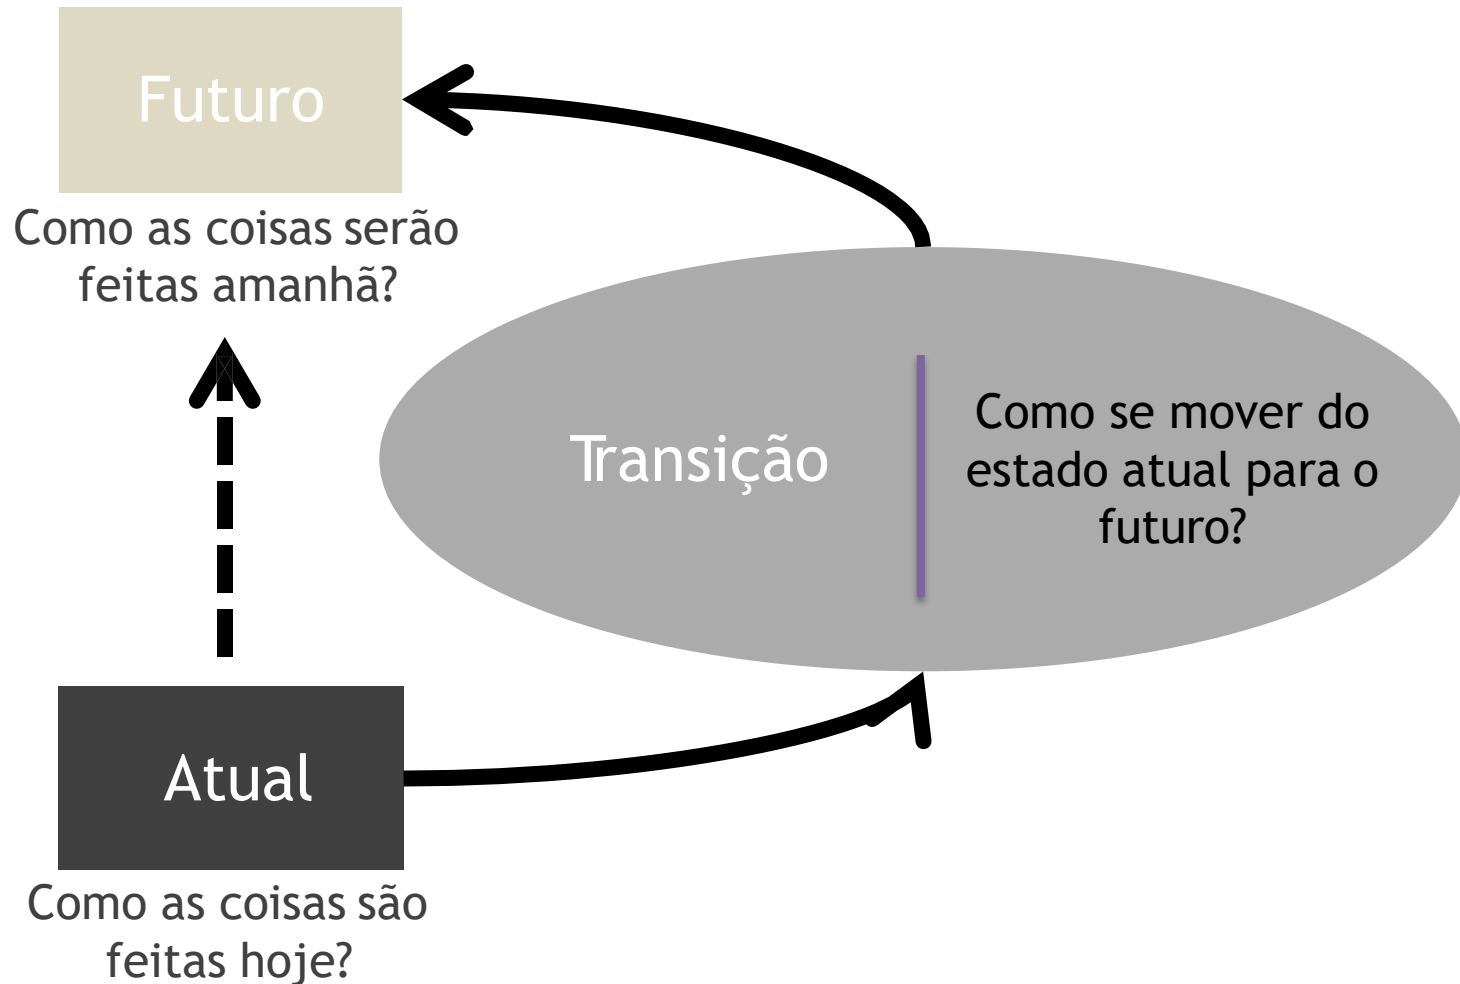 Futuro
Como as coisas serão
feitas amanhã?
Transição
Como se mover do
estado atual para o
futuro?
Atual
Como as coisas são
feitas hoje?